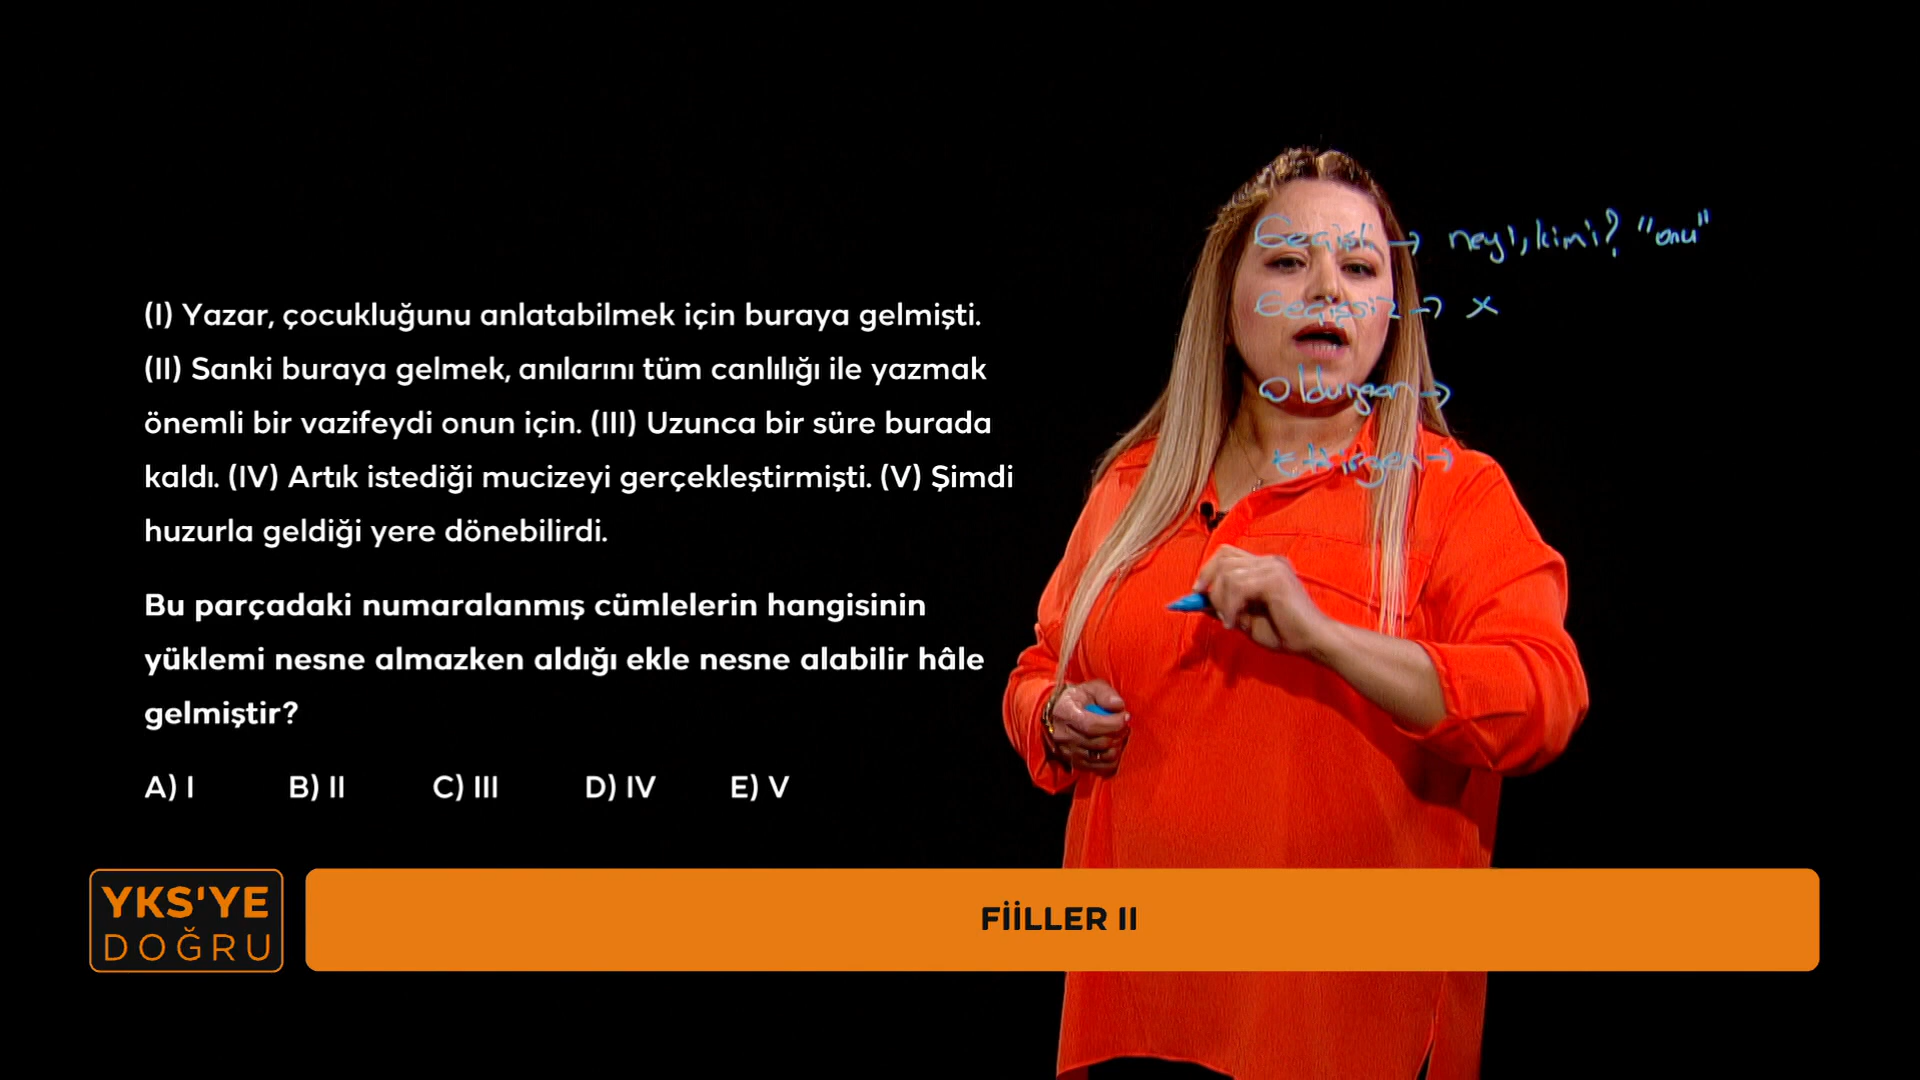 (I) Yazar, çocukluğunu anlatabilmek için buraya gelmişti.
(II) Sanki buraya gelmek, anılarını tüm canlılığı ile yazmak
önemli bir vazifeydi onun için. (III) Uzunca bir süre burada
kaldı. (IV) Artık istediği mucizeyi gerçekleştirmişti. (V) Şimdi
huzurla geldiği yere dönebilirdi.
Bu parçadaki numaralanmış cümlelerin hangisinin
yüklemi nesne almazken aldığı ekle nesne alabilir hâle
gelmiştir?
A) I B) II C) III D) IV E) V
Geçişli → neyi, kimi? "onu"
Geçişsiz → x
Oldurgan →
Ettirgen →
YKS'YE
DOĞRU
FİİLLER II